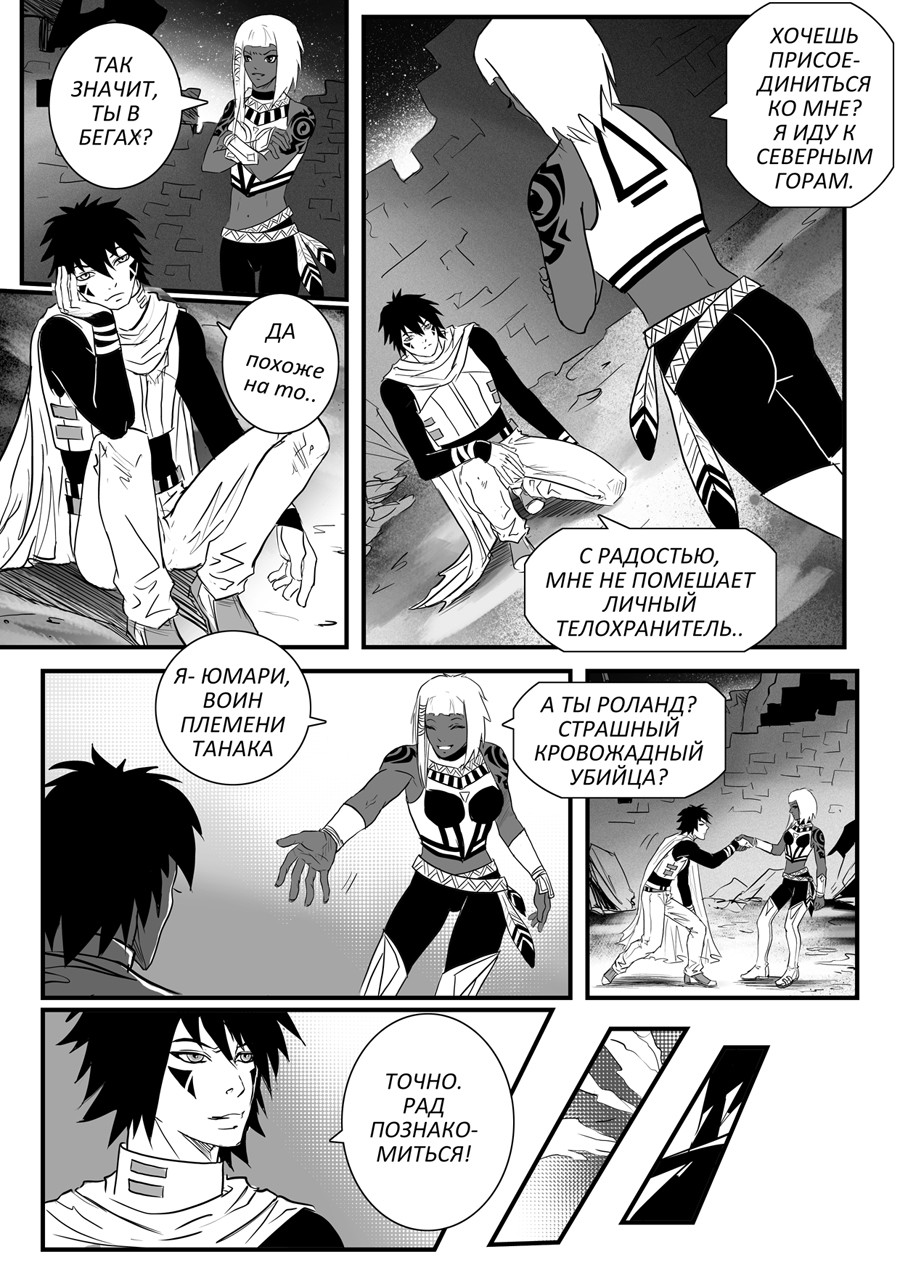 ТАК
ЗНАЧИТ,
ТЫ В
БЕГАХ?
ДА
похоже
на то..
ХОЧЕШЬ
ПРИСОЕ-
ДИНИТЬСЯ
КО МНЕ?
Я ИДУ К
СЕВЕРНЫМ
ГОРАМ.
С РАДОСТЬЮ,
МНЕ НЕ ПОМЕШАЕТ
ЛИЧНЫЙ
ТЕЛОХРАНИТЕЛЬ..
Я- ЮМАРИ,
ВОИН
ПЛЕМЕНИ
ТАНАКА
А ТЫ РОЛАНД?
СТРАШНЫЙ
КРОВОЖАДНЫЙ
УБИЙЦА?
ТОЧНО.
РАД
ПОЗНАКО-
МИТЬСЯ!